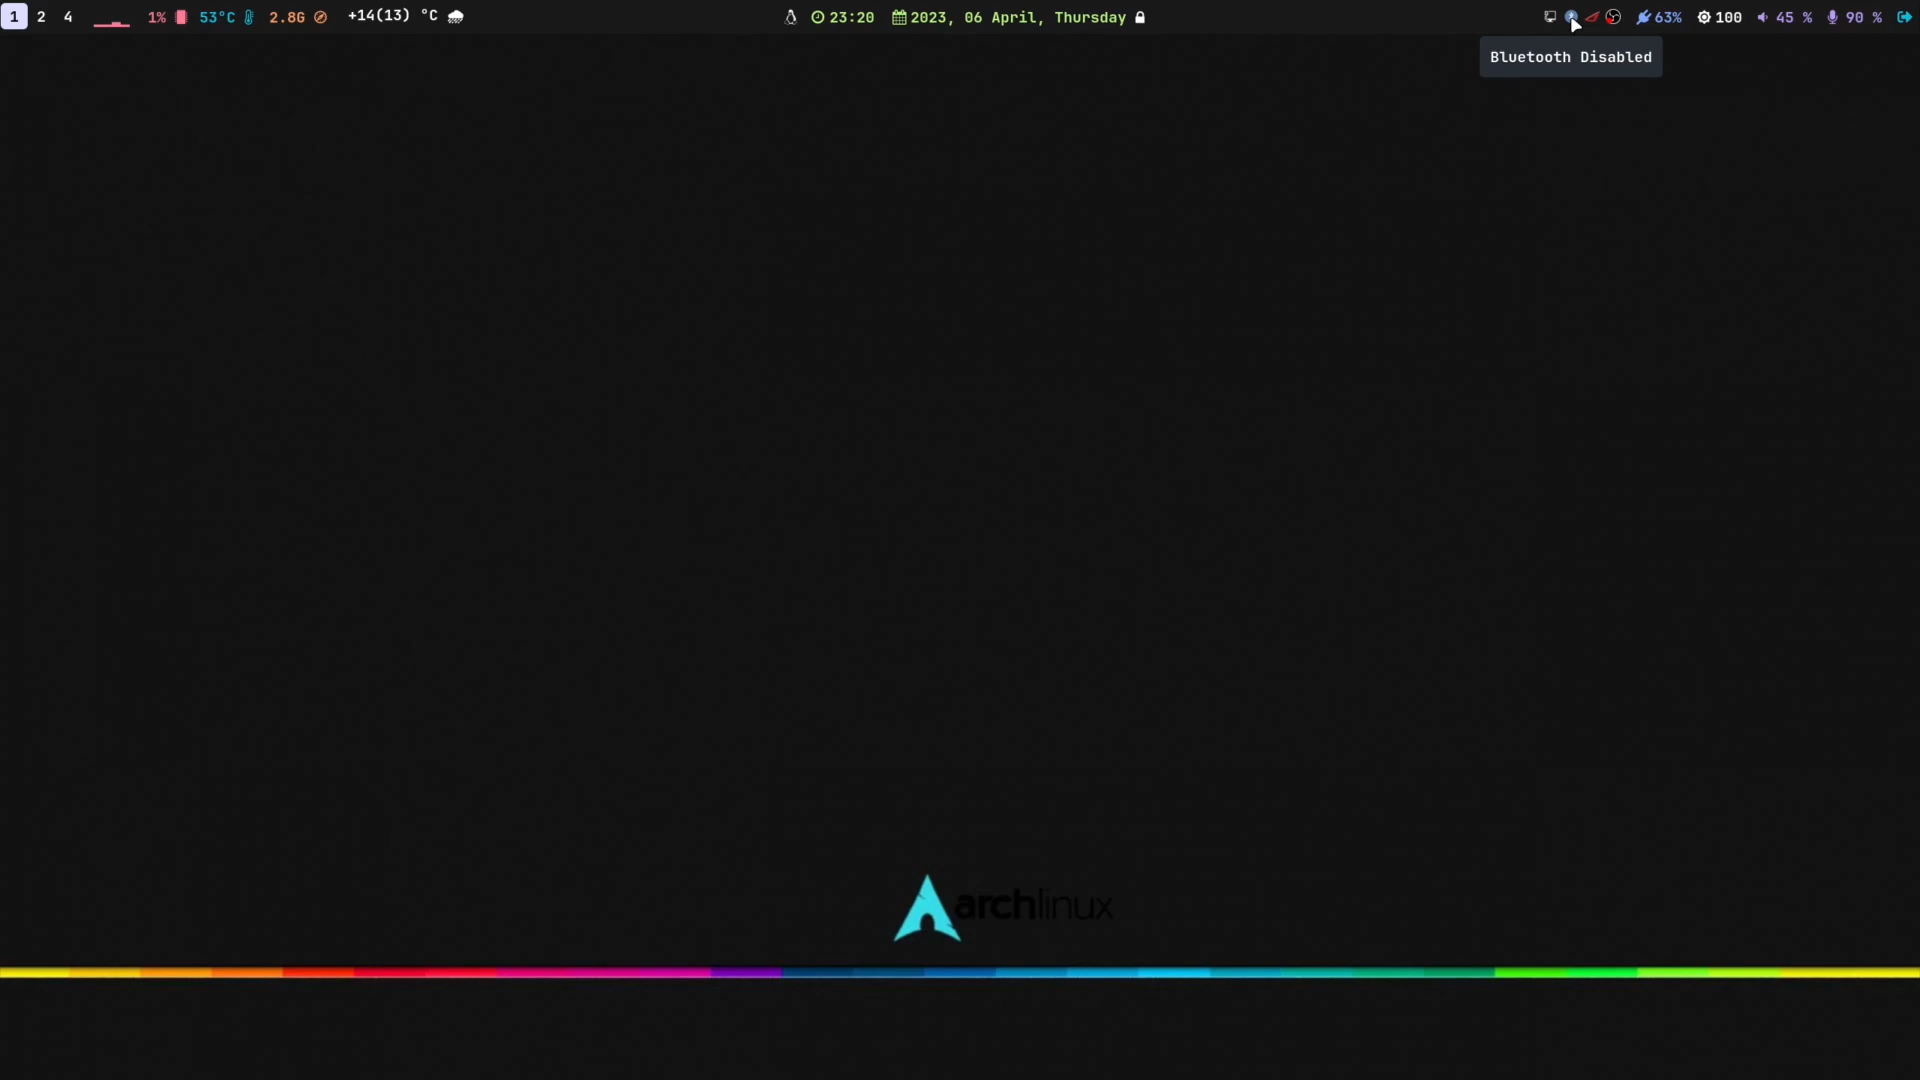 1 2 4 1% 53°C 2.8G +14(13) °C 23:20 2023, 06 April, Thursday 63% 100 45 % 90 %
Bluetooth Disabled
archlinux